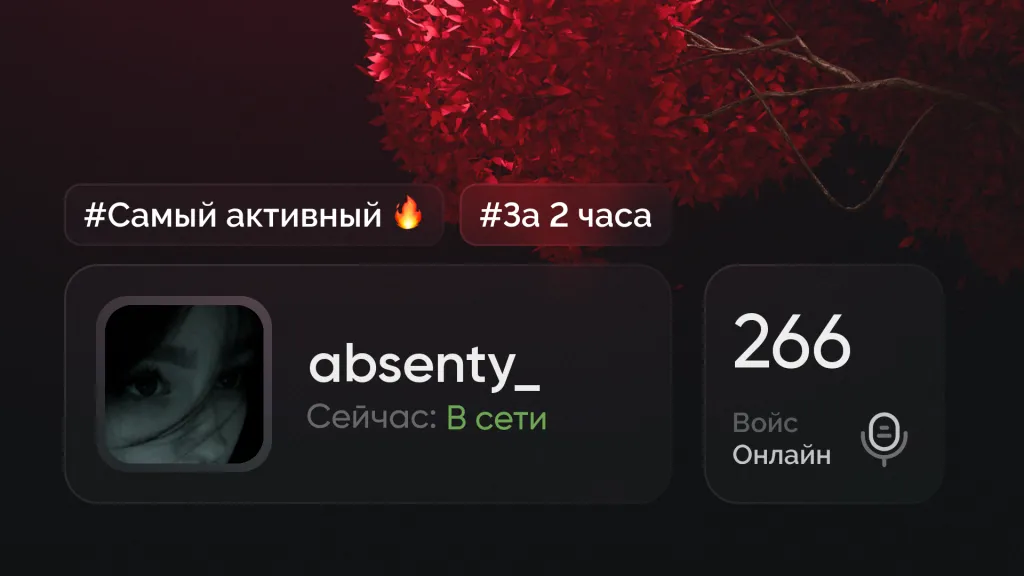 #Самый активный 🔥 #За 2 часа
absenty_
Сейчас: В сети
266
Войс
Онлайн